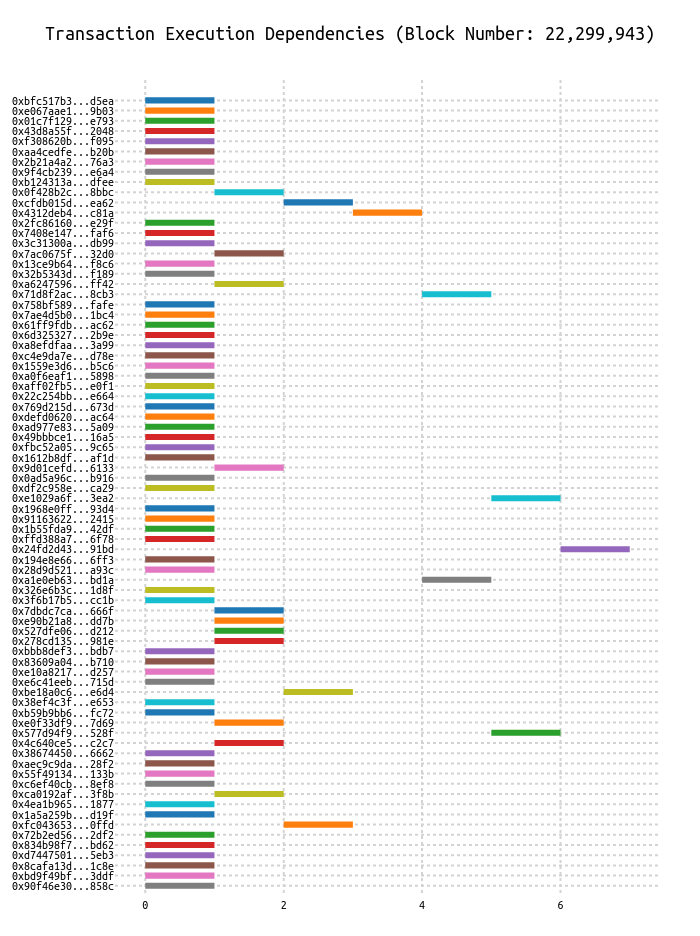 Transaction Execution Dependencies (Block Number: 22,299,943)
0xbfc517b3...d5ea
0xe067aae1...9b03
0x01c7f129...e793
0x43d8a55f...2048
0xf308620b...f095
0xaa4cedfe...b20b
0x2b21a4a2...76a3
0x9f4cb239...e6a4
0xb124313a...dfee
0x0f428b2c...8bbc
0xcfdb015d...ea62
0x4312deb4...c81a
0x2fc86160...e29f
0x7408e147...faf6
0x3c31300a...db99
0x7ac0675f...32d0
0x13ce9b64...f8c6
0x32b5343d...f189
0xa6247596...ff42
0x71d8f2ac...8cb3
0x758bf589...fafe
0x7ae4d5b0...1bc4
0x61ff9fdb...ac62
0x6d325327...2b9e
0xa8efdfaa...3a99
0xc4e9da7e...d78e
0x1559e3d6...b5c6
0xa0f6eaf1...5898
0xaff02fb5...e0f1
0x22c254bb...e664
0x769d215d...673d
0xdefd0620...ac64
0xad977e83...5a09
0x49bbbce1...16a5
0xfbc52a05...9c65
0x1612b8df...af1d
0x9d01cefd...6133
0x0ad5a96c...b916
0xdf2c958e...ca29
0xe1029a6f...3ea2
0x1968e0ff...93d4
0x91163622...2415
0x1b55fda9...42df
0xffd388a7...6f78
0x24fd2d43...91bd
0x194e8e66...6ff3
0x28d9d521...a93c
0xa1e0eb63...bd1a
0x326e6b3c...1d8f
0x3f6b17b5...cc1b
0x7dbdc7ca...666f
0xe90b21a8...dd7b
0x527dfe06...d212
0x278cd135...981e
0xbbb8def3...bdb7
0x83609a04...b710
0xe10a8217...d257
0xe6c41eeb...715d
0xbe18a0c6...e6d4
0x38ef4c3f...e653
0xb59b9bb6...fc72
0xe0f33df9...7d69
0x577d94f9...528f
0x4c640ce5...c2c7
0x38674450...6662
0xaec9c9da...28f2
0x55f49134...133b
0xc6ef40cb...8ef8
0xca0192af...3f8b
0x4ea1b965...1877
0x1a5a259b...d19f
0xfc043653...0ffd
0x72b2ed56...2df2
0x834b98f7...bd62
0xd7447501...5eb3
0x8cafa13d...1c8e
0xbd9f49bf...3ddf
0x90f46e30...858c
0 2 4 6